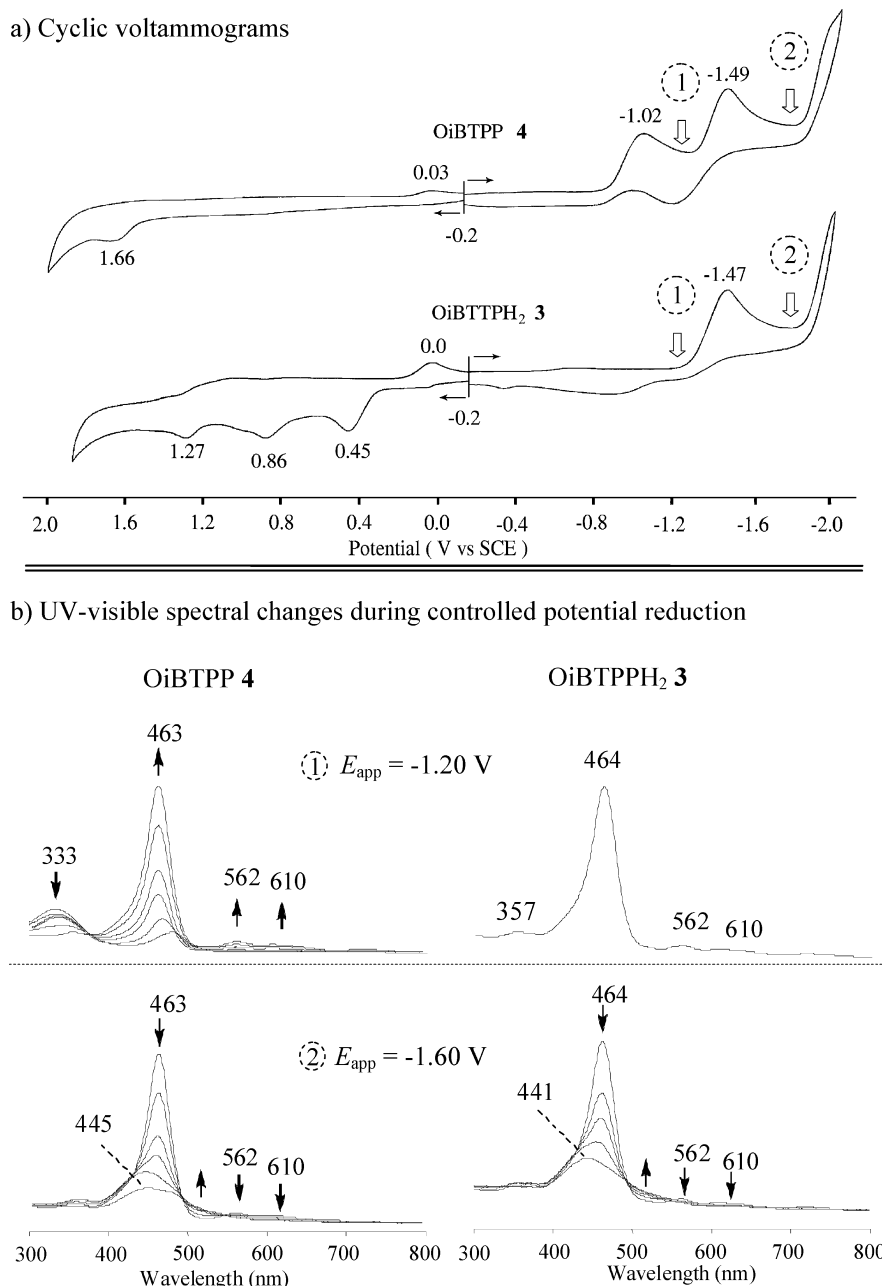 a) Cyclic voltammograms
1
2
-1.49
-1.02
OiBTPP 4
0.03
-0.2
1.66
1
2
-1.47
OiBTTPH₂ 3
0.0
-0.2
1.27
0.86
0.45
2.0 1.6 1.2 0.8 0.4 0.0 -0.4 -0.8 -1.2 -1.6 -2.0
Potential ( V vs SCE )
b) UV-visible spectral changes during controlled potential reduction
OiBTPP 4
OiBTPPH₂ 3
463
1 Eapp = -1.20 V
464
333
562 610
357
562
610
463
2 Eapp = -1.60 V
464
445
562 610
441
562
610
300 400 500 600 700 800
Wavelength (nm)
300 400 500 600 700 800
Wavelength (nm)